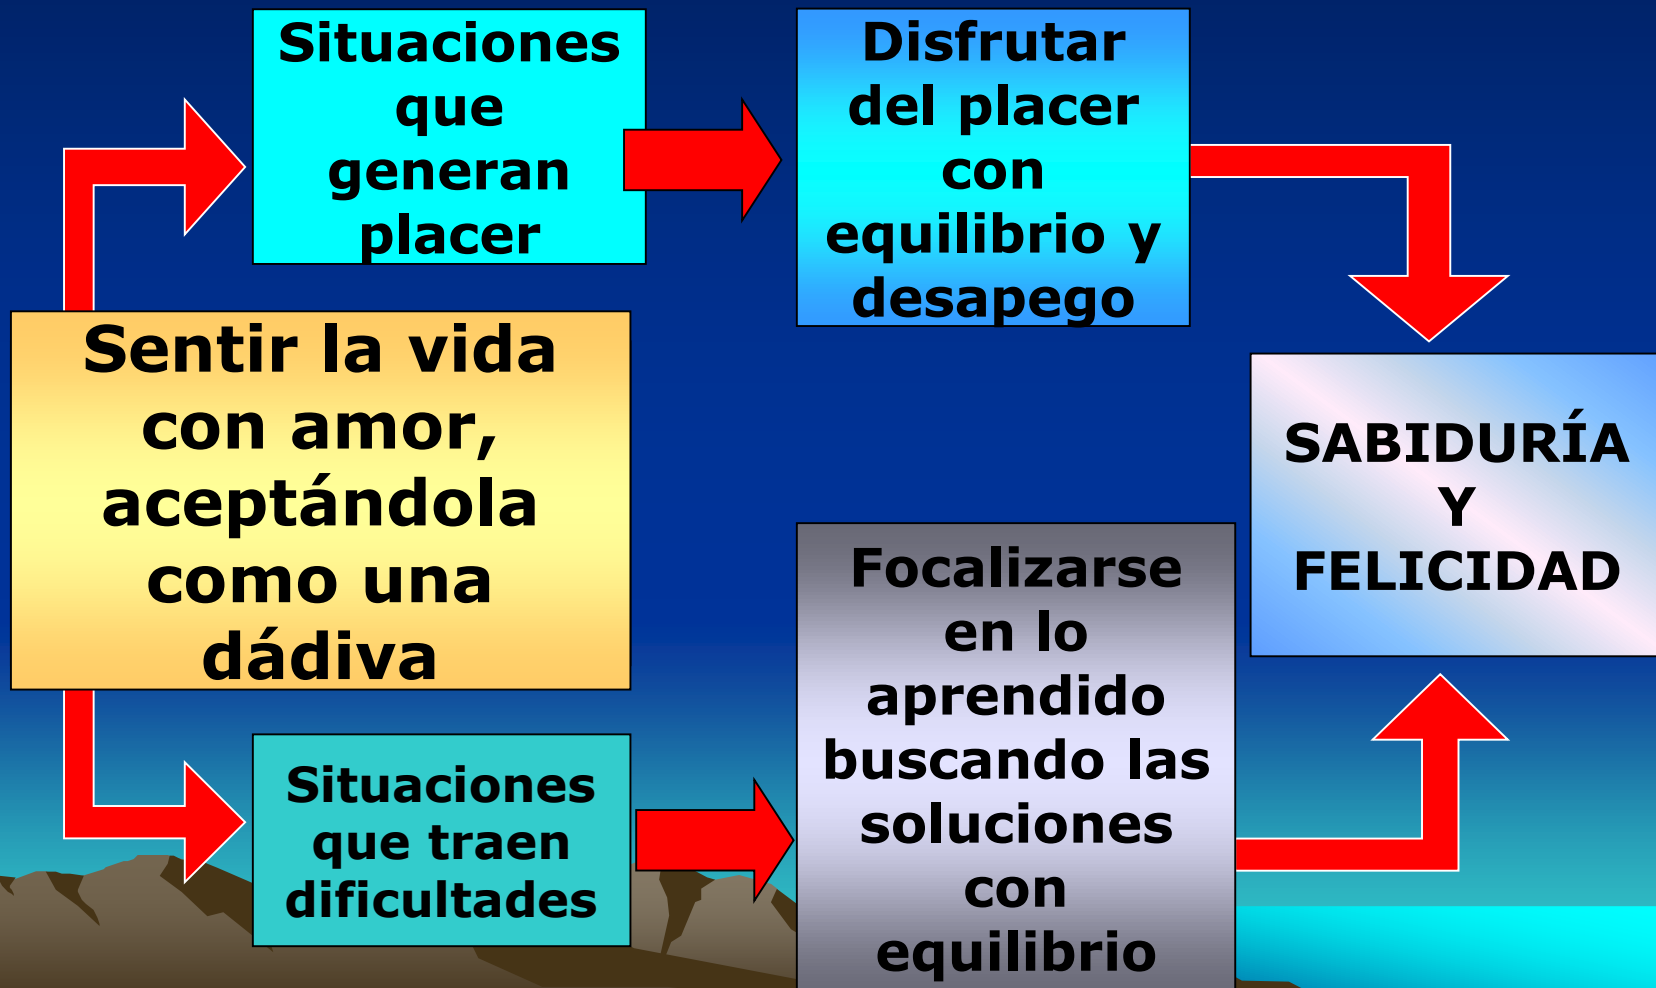 Situaciones
que
generan
placer
Disfrutar
del placer
con
equilibrio y
desapego
Sentir la vida
con amor,
aceptándola
como una
dádiva
SABIDURÍA
Y
FELICIDAD
Situaciones
que traen
dificultades
Focalizarse
en lo
aprendido
buscando las
soluciones
con
equilibrio